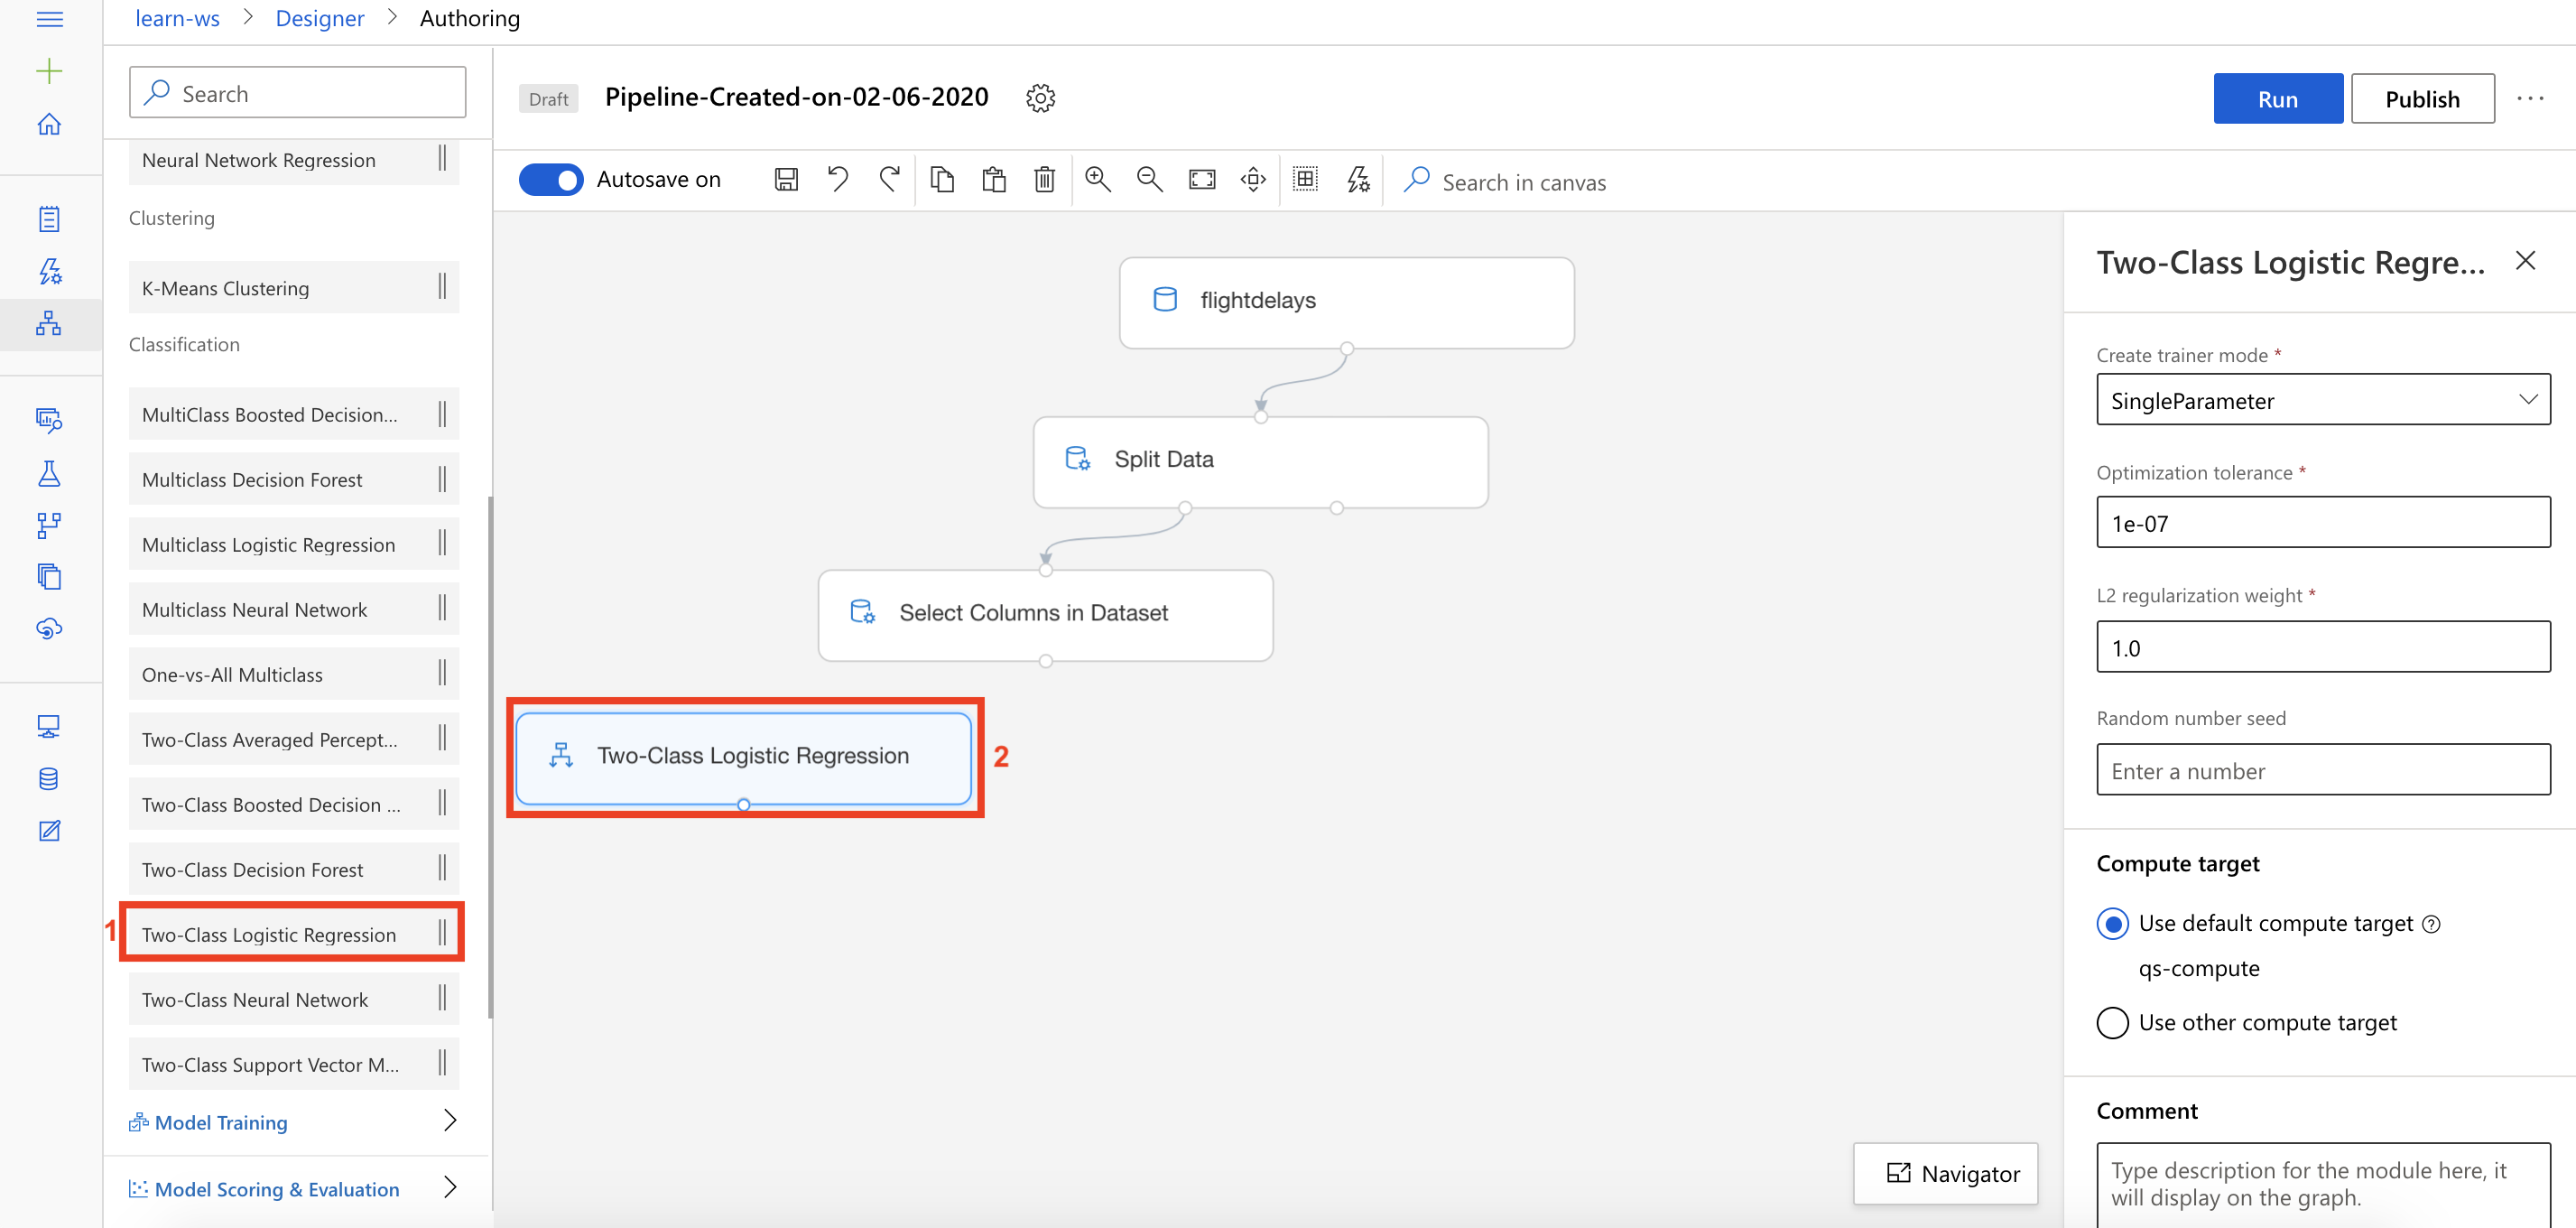 learn-ws > Designer > Authoring
Search
Neural Network Regression
Clustering
K-Means Clustering
Classification
MultiClass Boosted Decision...
Multiclass Decision Forest
Multiclass Logistic Regression
Multiclass Neural Network
One-vs-All Multiclass
Two-Class Averaged Percept...
Two-Class Boosted Decision ...
Two-Class Decision Forest
1
Two-Class Logistic Regression
Two-Class Neural Network
Two-Class Support Vector M...
Model Training
Model Scoring & Evaluation
Draft
Pipeline-Created-on-02-06-2020
Run
Publish
Autosave on
Search in canvas
flightdelays
Split Data
Select Columns in Dataset
Two-Class Logistic Regression
2
Navigator
Two-Class Logistic Regre...
Create trainer mode *
SingleParameter
Optimization tolerance *
1e-07
L2 regularization weight *
1.0
Random number seed
Enter a number
Compute target
Use default compute target
qs-compute
Use other compute target
Comment
Type description for the module here, it
will display on the graph.